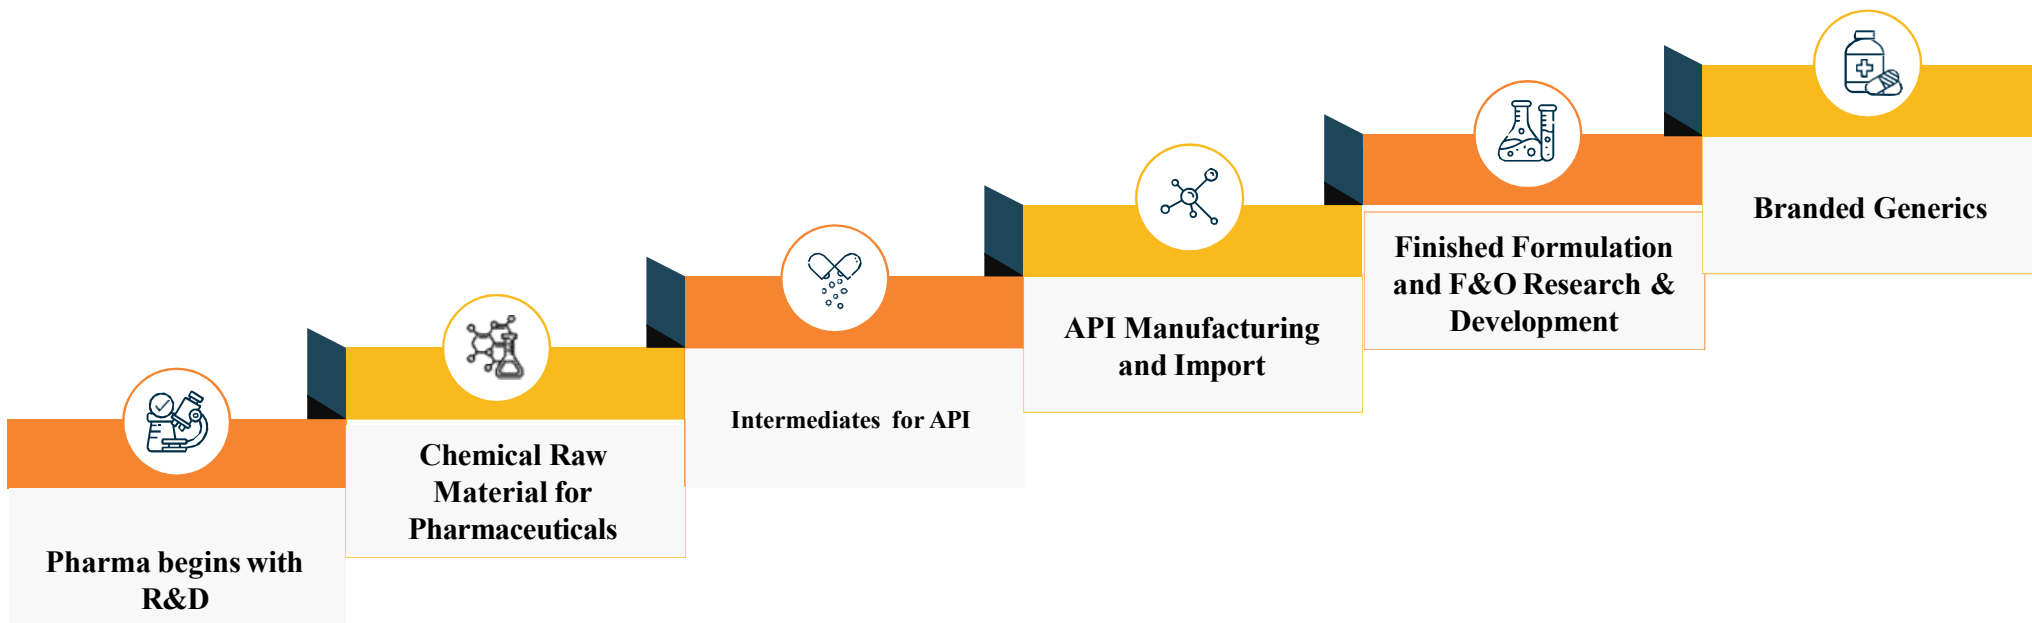 Pharma begins with
R&D
Chemical Raw
Material for
Pharmaceuticals
Intermediates for API
API Manufacturing
and Import
Finished Formulation
and F&O Research &
Development
Branded Generics